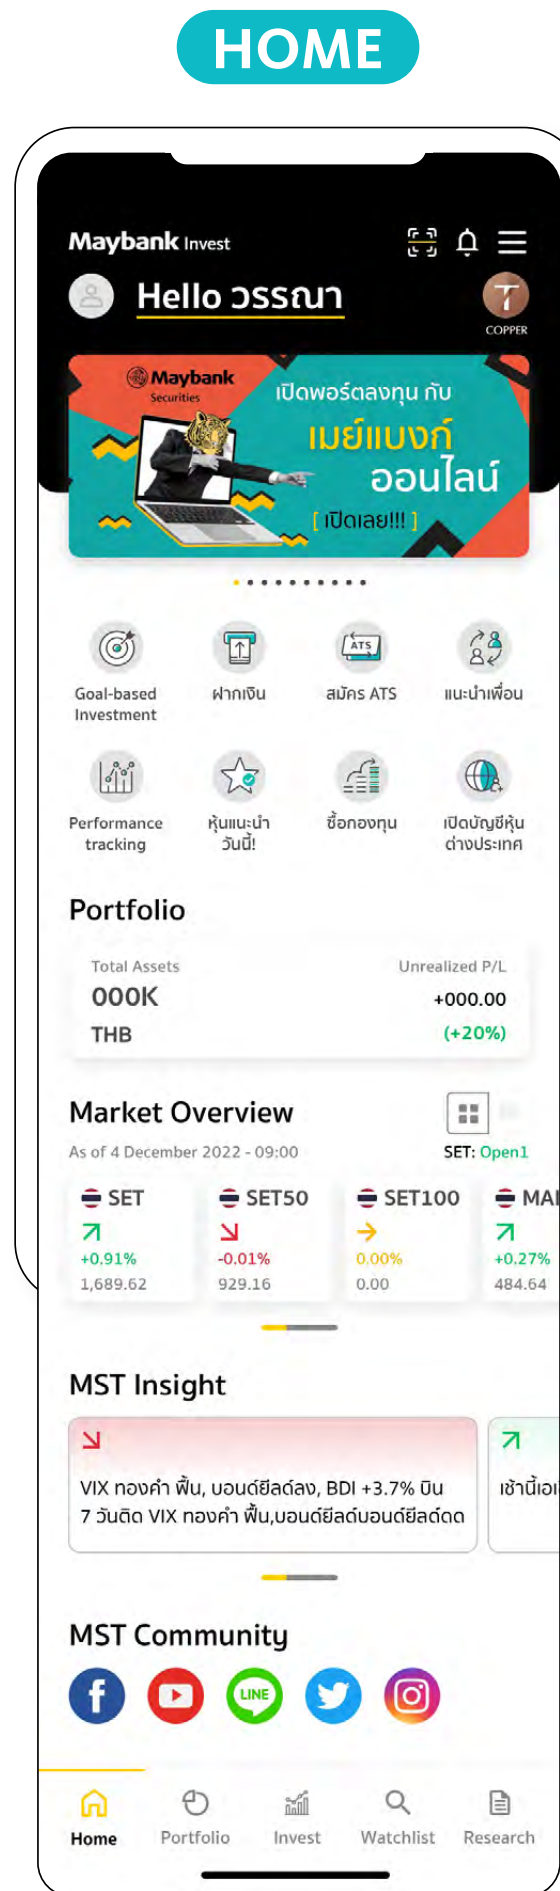 HOME
Maybank Invest
Hello วรรณา
COPPER
Maybank
Securities
เปิดพอร์ตลงทุน กับ
เมย์แบงก์
ออนไลน์
[ เปิดเลย!!! ]
ATS
Goal-based
Investment
ฝากเงิน
สมัคร ATS
แนะนำเพื่อน
Performance
tracking
หุ้นแนะนำ
วันนี้!
ซื้อกองทุน
เปิดบัญชีหุ้น
ต่างประเทศ
Portfolio
Total Assets
Unrealized P/L
000K
+000.00
THB
(+20%)
Market Overview
As of 4 December 2022 - 09:00
SET: Open1
SET
SET50
SET100
MAI
+0.91%
-0.01%
0.00%
+0.27%
1,689.62
929.16
0.00
484.64
MST Insight
VIX ทองคำ ฟื้น, บอนด์ยีลด์ลง, BDI +3.7% บิน
7 วันติด VIX ทองคำ ฟื้น,บอนด์ยีลด์บอนด์ยีลด์ดด
MST Community
LINE
Home
Portfolio
Invest
Watchlist
Research